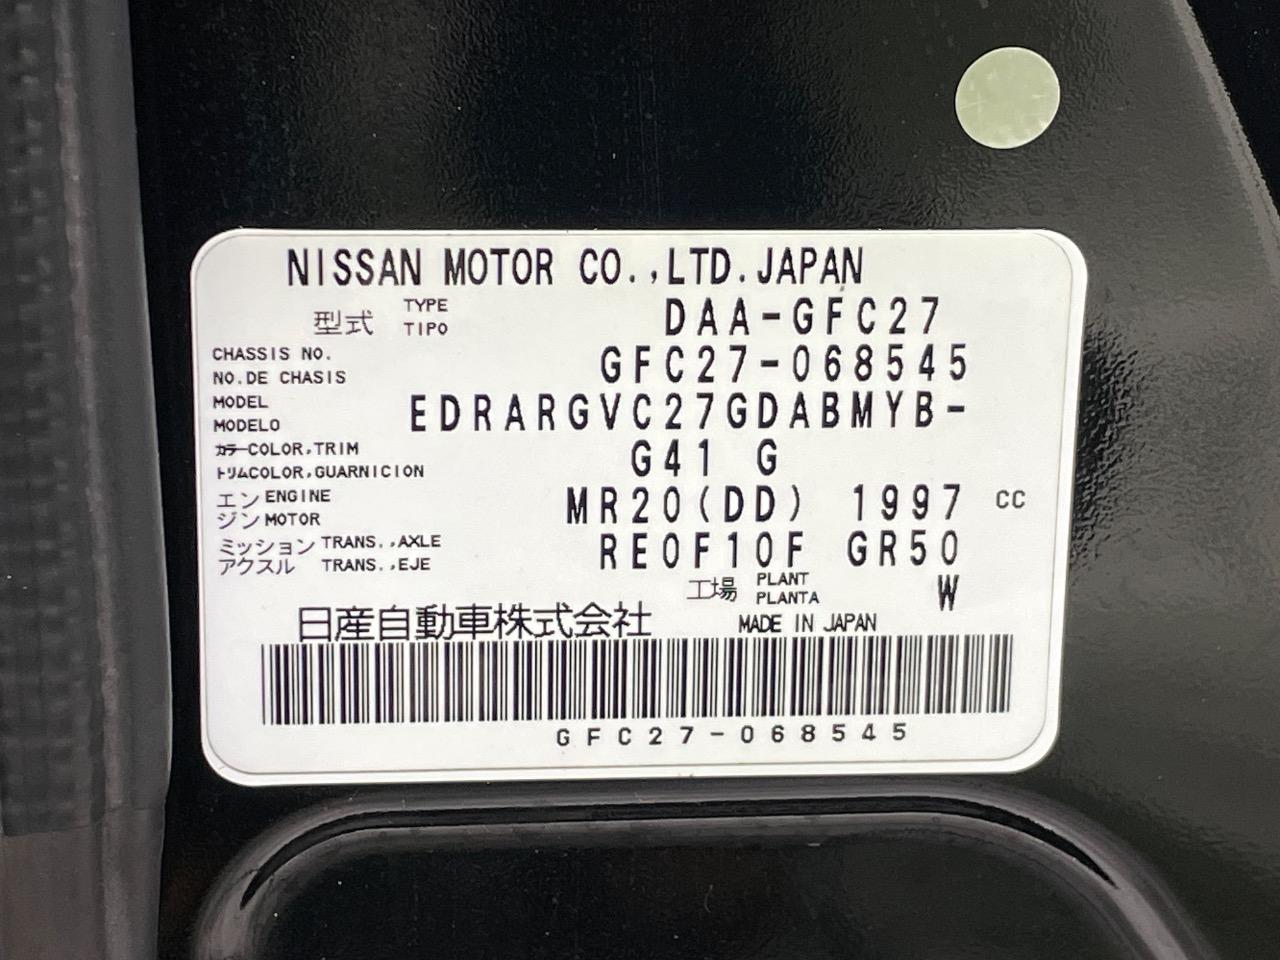 NISSAN MOTOR CO.,LTD.JAPAN
型式 TYPE TIPO DAA-GFC27
CHASSIS NO.
NO.DE CHASIS GFC27-068545
MODEL
MODELO EDRARGVC27GDABMYB-
カラーCOLOR,TRIM
トリムCOLOR,GUARNICION G41 G
エン ENGINE
ジン MOTOR MR20(DD) 1997 CC
ミッション TRANS.,AXLE
アクスル TRANS.,EJE RE0F10F GR50
工場 PLANT PLANTA W
日産自動車株式会社 MADE IN JAPAN
GFC27-068545